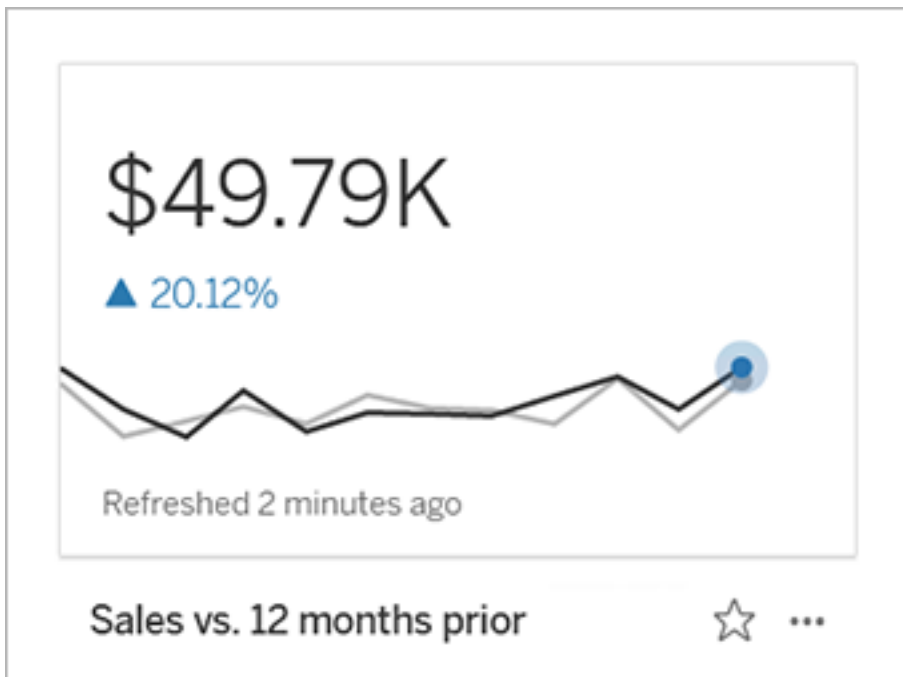 $49.79K
▲ 20.12%
Refreshed 2 minutes ago
Sales vs. 12 months prior